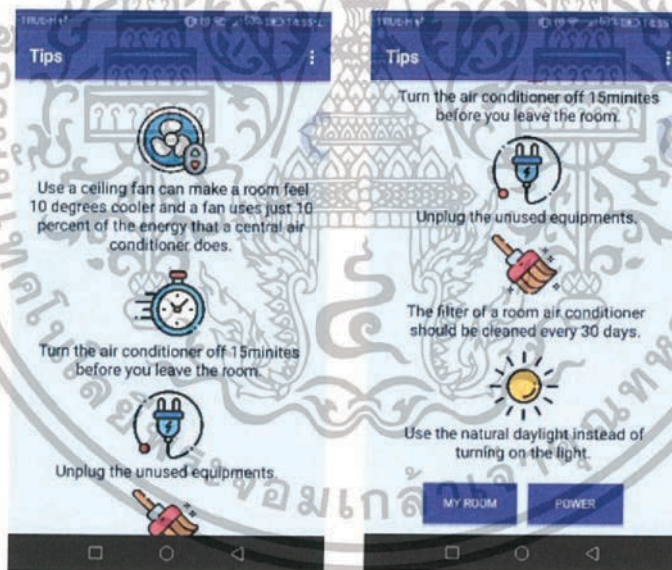 TRUE-H
Tips
Use a ceiling fan can make a room feel
10 degrees cooler and a fan uses just 10
percent of the energy that a central air
conditioner does.
Turn the air conditioner off 15minites
before you leave the room.
Unplug the unused equipments.
TRUE-H
Tips
Turn the air conditioner off 15minites
before you leave the room.
Unplug the unused equipments.
The filter of a room air conditioner
should be cleaned every 30 days.
Use the natural daylight instead of
turning on the light.
MY ROOM
POWER